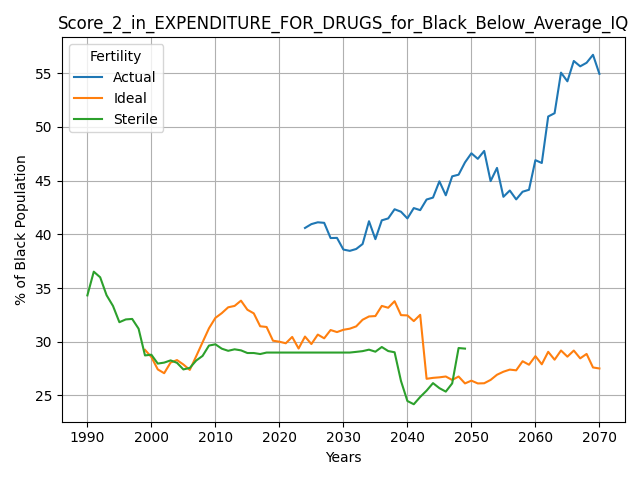 Score_2_in_EXPENDITURE_FOR_DRUGS_for_Black_Below_Average_IQ
Fertility
Actual
Ideal
Sterile
% of Black Population
55
50
45
40
35
30
25
1990
2000
2010
2020
2030
2040
2050
2060
2070
Years